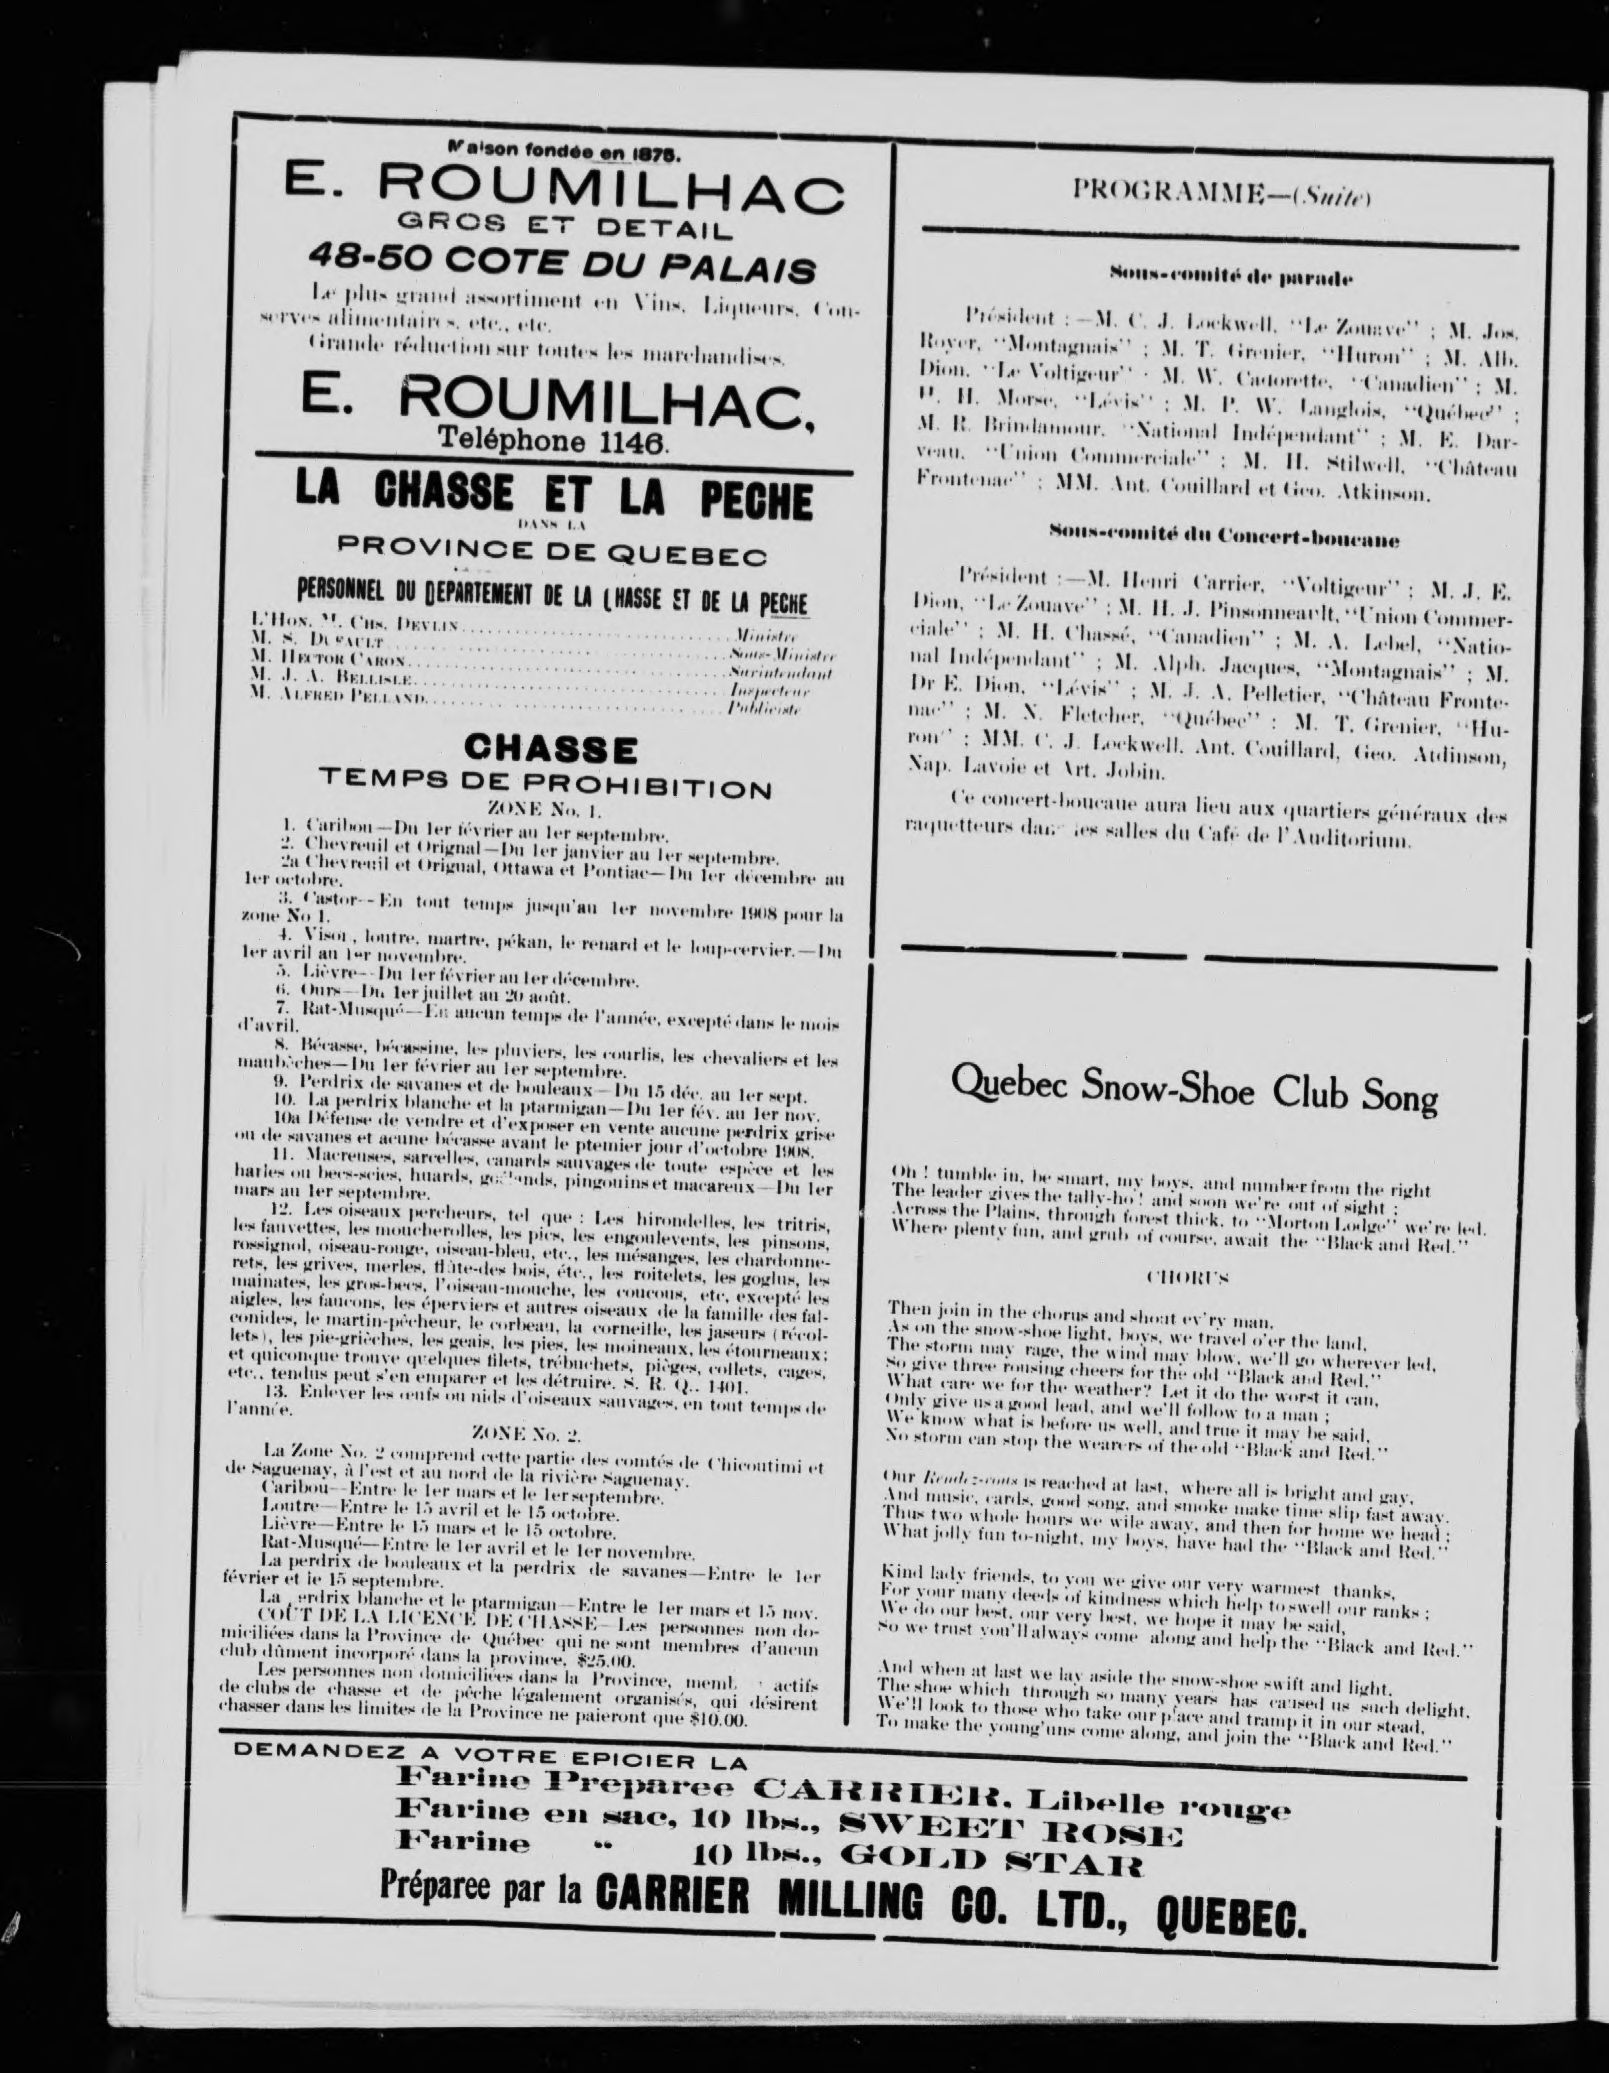 Maison fondée en 1875.
E. ROUMILHAC
GROS ET DETAIL
48-50 COTE DU PALAIS
Le plus grand assortiment en Vins, Liqueurs, Con-
serves alimentaires, etc., etc.
Grande réduction sur toutes les marchandises.
E. ROUMILHAC,
Teléphone 1146.
LA CHASSE ET LA PECHE
DANS LA
PROVINCE DE QUEBEC
PERSONNEL DU DEPARTEMENT DE LA CHASSE ET DE LA PECHE
L'HON. M. CHS. DEVLIN..............................Ministre
M. S. DUFAULT..............................Sous-Ministre
M. HECTOR CARON..............................Surintendant
M. J. A. BELLISLE..............................Inspecteur
M. ALFRED PELLAND..............................Publiciste
CHASSE
TEMPS DE PROHIBITION
ZONE No. 1.
1. Caribou—Du 1er février au 1er septembre.
2. Chevreuil et Orignal—Du 1er janvier au 1er septembre.
2a Chevreuil et Orignal, Ottawa et Pontiac—Du 1er décembre au
1er octobre.
3. Castor--En tout temps jusqu'au 1er novembre 1908 pour la
zone No 1.
4. Vison, loutre, martre, pékan, le renard et le loup-cervier.—Du
1er avril au 1er novembre.
5. Lièvre--Du 1er février au 1er décembre.
6. Ours—Du 1er juillet au 20 août.
7. Rat-Musqué—En aucun temps de l'année, excepté dans le mois
d'avril.
8. Bécasse, bécassine, les pluviers, les courlis, les chevaliers et les
maubèches—Du 1er février au 1er septembre.
9. Perdrix de savanes et de bouleaux—Du 15 déc. au 1er sept.
10. La perdrix blanche et la ptarmigan—Du 1er fév. au 1er nov.
10a Défense de vendre et d'exposer en vente aucune perdrix grise
ou de savanes et acune bécasse avant le ptemier jour d'octobre 1908.
11. Macreuses, sarcelles, canards sauvages de toute espèce et les
harles ou becs-scies, huards, goëlands, pingouins et macareux—Du 1er
mars au 1er septembre.
12. Les oiseaux percheurs, tel que : Les hirondelles, les tritris,
les fauvettes, les moucherolles, les pics, les engoulevents, les pinsons,
rossignol, oiseau-rouge, oiseau-bleu, etc., les mésanges, les chardonne-
rets, les grives, merles, flûte-des bois, etc., les roitelets, les goglus, les
mainates, les gros-becs, l'oiseau-mouche, les coucous, etc, excepté les
aigles, les faucons, les éperviers et autres oiseaux de la famille des fal-
conides, le martin-pêcheur, le corbeau, la corneille, les jaseurs (récol-
lets), les pie-grièches, les geais, les pies, les moineaux, les étourneaux;
et quiconque trouve quelques filets, trébuchets, pièges, collets, cages,
etc., tendus peut s'en emparer et les détruire. S. R. Q.. 1401.
13. Enlever les œufs ou nids d'oiseaux sauvages, en tout temps de
l'année.
ZONE No. 2.
La Zone No. 2 comprend cette partie des comtés de Chicoutimi et
de Saguenay, à l'est et au nord de la rivière Saguenay.
Caribou--Entre le 1er mars et le 1er septembre.
Loutre—Entre le 15 avril et le 15 octobre.
Lièvre—Entre le 15 mars et le 15 octobre.
Rat-Musqué—Entre le 1er avril et le 1er novembre.
La perdrix de bouleaux et la perdrix de savanes—Entre le 1er
février et le 15 septembre.
La perdrix blanche et le ptarmigan—Entre le 1er mars et 15 nov.
COÛT DE LA LICENCE DE CHASSE—Les personnes non do-
miciliées dans la Province de Québec qui ne sont membres d'aucun
club dûment incorporé dans la province, $25.00.
Les personnes non domiciliées dans la Province, memb actifs
de clubs de chasse et de pêche légalement organisés, qui désirent
chasser dans les limites de la Province ne paieront que $10.00.
PROGRAMME—(Suite)
Sous-comité de parade
Président :—M. C. J. Lockwell, "Le Zouave" ; M. Jos.
Royer, "Montagnais" ; M. T. Grenier, "Huron" ; M. Alb.
Dion, "Le Voltigeur" ; M. W. Cadorette, "Canadien" ; M.
H. Morse, "Lévis" ; M. P. W. Langlois, "Québec" ;
M. R. Brindamour, "National Indépendant" ; M. E. Dar-
veau, "Union Commerciale" ; M. H. Stilwell, "Château
Frontenac" ; MM. Ant. Couillard et Geo. Atkinson.
Sous-comité du Concert-boucane
Président :—M. Henri Carrier, "Voltigeur" ; M. J. E.
Dion, "Le Zouave" ; M. H. J. Pinsonneault, "Union Commer-
ciale" ; M. H. Chassé, "Canadien" ; M. A. Lebel, "Natio-
nal Indépendant" ; M. Alph. Jacques, "Montagnais" ; M.
Dr E. Dion, "Lévis" ; M. J. A. Pelletier, "Château Fronte-
nac" ; M. N. Fletcher, "Québec" ; M. T. Grenier, "Hu-
ron" ; MM. C. J. Lockwell, Ant. Couillard, Geo. Atdinson,
Nap. Lavoie et Art. Jobin.
Ce concert-boucaue aura lieu aux quartiers généraux des
raquetteurs dans les salles du Café de l'Auditorium.
Quebec Snow-Shoe Club Song
Oh ! tumble in, be smart, my boys, and number from the right
The leader gives the tally-ho ! and soon we're out of sight ;
Across the Plains, through forest thick, to "Morton Lodge" we're led.
Where plenty fun, and grub of course, await the "Black and Red."
CHORUS
Then join in the chorus and shout ev'ry man,
As on the snow-shoe light, boys, we travel o'er the land,
The storm may rage, the wind may blow, we'll go wherever led,
So give three rousing cheers for the old "Black and Red."
What care we for the weather? Let it do the worst it can,
Only give us a good lead, and we'll follow to a man ;
We know what is before us well, and true it may be said,
No storm can stop the wearers of the old "Black and Red."
Our Rendez-vous is reached at last, where all is bright and gay,
And music, cards, good song, and smoke make time slip fast away.
Thus two whole hours we wile away, and then for home we head ;
What jolly fun to-night, my boys, have had the "Black and Red."
Kind lady friends, to you we give our very warmest thanks,
For your many deeds of kindness which help to swell our ranks ;
We do our best, our very best, we hope it may be said,
So we trust you'll always come along and help the "Black and Red."
And when at last we lay aside the snow-shoe swift and light,
The shoe which through so many years has caused us such delight,
We'll look to those who take our place and tramp it in our stead,
To make the young'uns come along, and join the "Black and Red."
DEMANDEZ A VOTRE EPICIER LA
Farine Preparee CARRIER. Libelle rouge
Farine en sac, 10 lbs., SWEET ROSE
Farine " 10 lbs., GOLD STAR
Préparee par la CARRIER MILLING CO. LTD., QUEBEC.